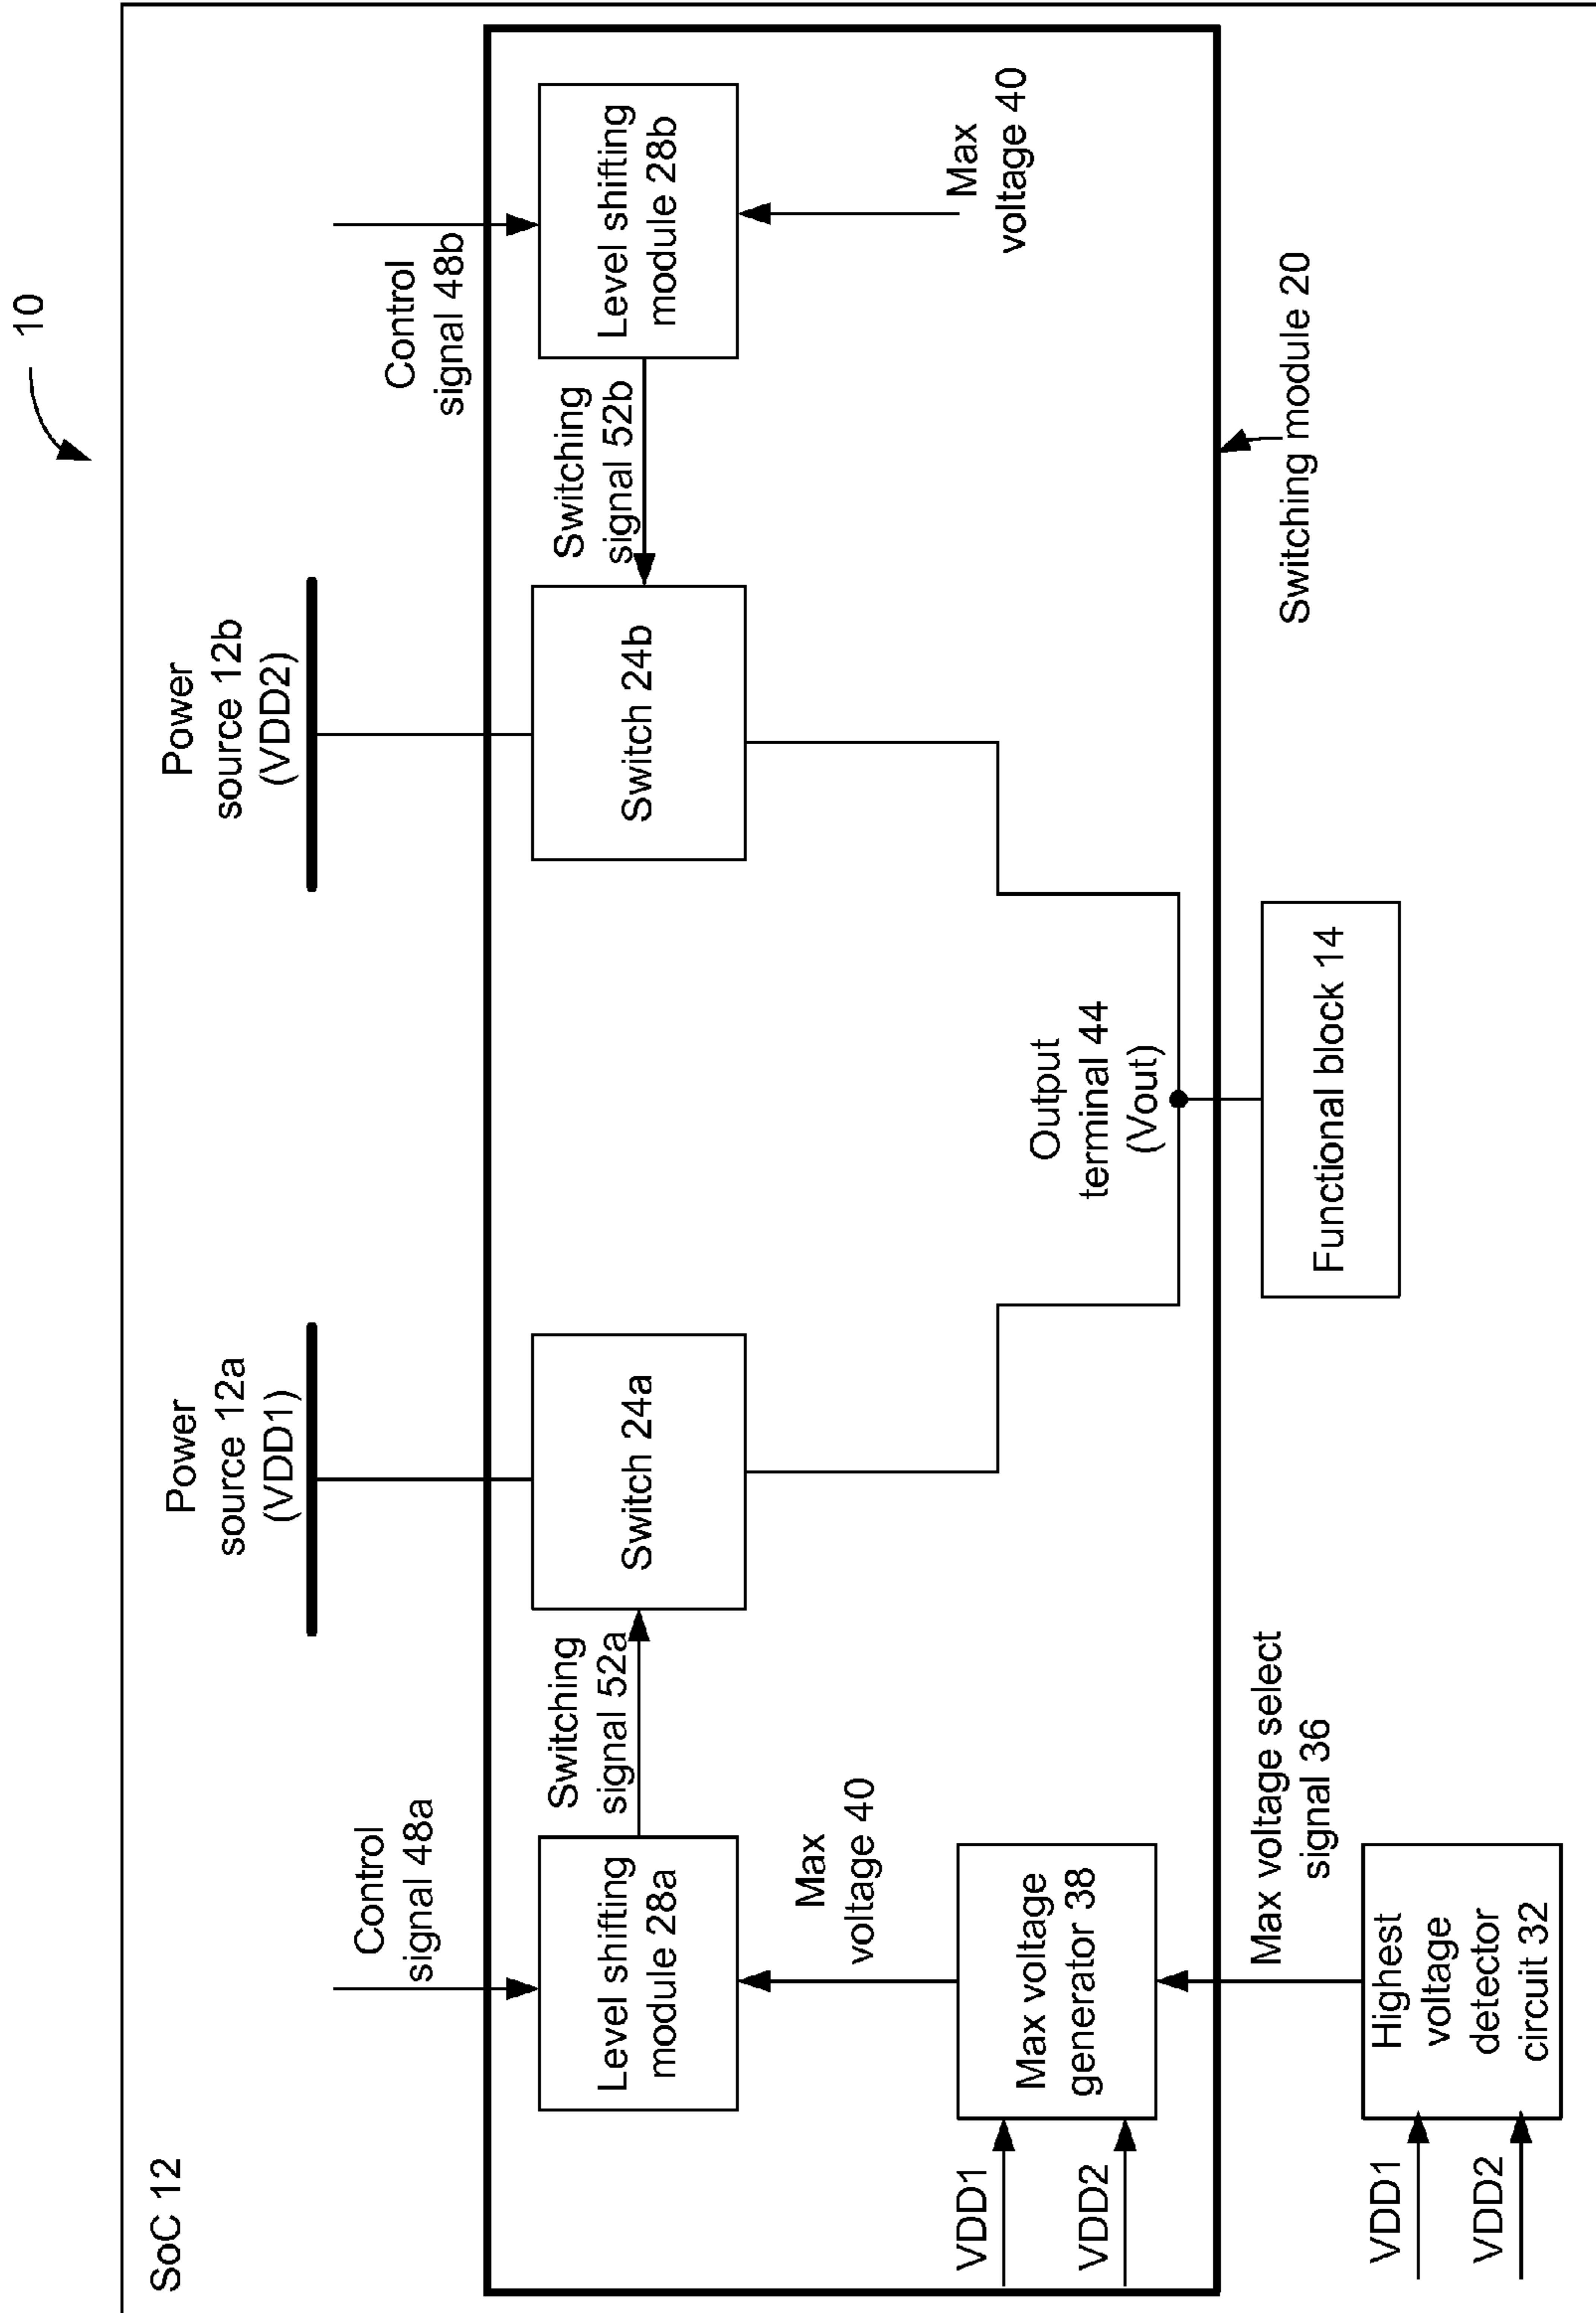 10
SoC 12
Power
source 12a
(VDD1)
Power
source 12b
(VDD2)
Control
signal 48a
Control
signal 48b
Level shifting
module 28a
Switching
signal 52a
Switch 24a
Switch 24b
Switching
signal 52b
Level shifting
module 28b
Max
voltage 40
Max
voltage 40
VDD1
VDD2
Max voltage
generator 38
Output
terminal 44
(Vout)
Max voltage select
signal 36
Switching module 20
VDD1
VDD2
Highest
voltage
detector
circuit 32
Functional block 14